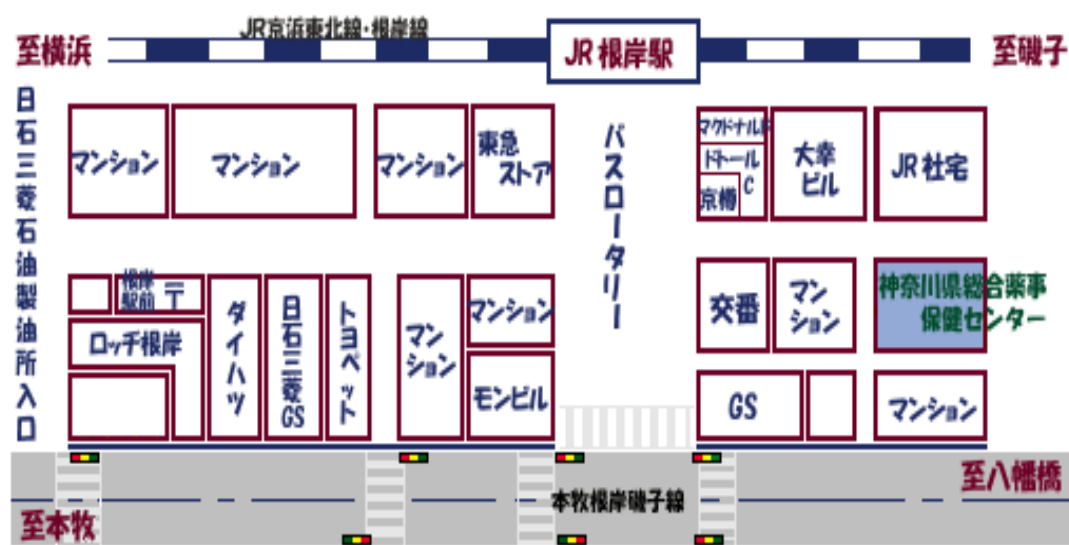 JR京浜東北線・根岸線
至横浜
JR 根岸駅
至磯子
日石三菱石油製油所入口
マンション
マンション
マンション
東急
ストア
バスロータリー
マクドナルド
ドトール
C
京樽
大幸
ビル
JR 社宅
根岸
駅前
〒
ロッヂ根岸
ダイハツ
日石三菱GS
トヨペット
マン
ション
マンション
モンビル
交番
マン
ション
神奈川県総合薬事
保健センター
GS
マンション
至八幡橋
本牧根岸磯子線
至本牧